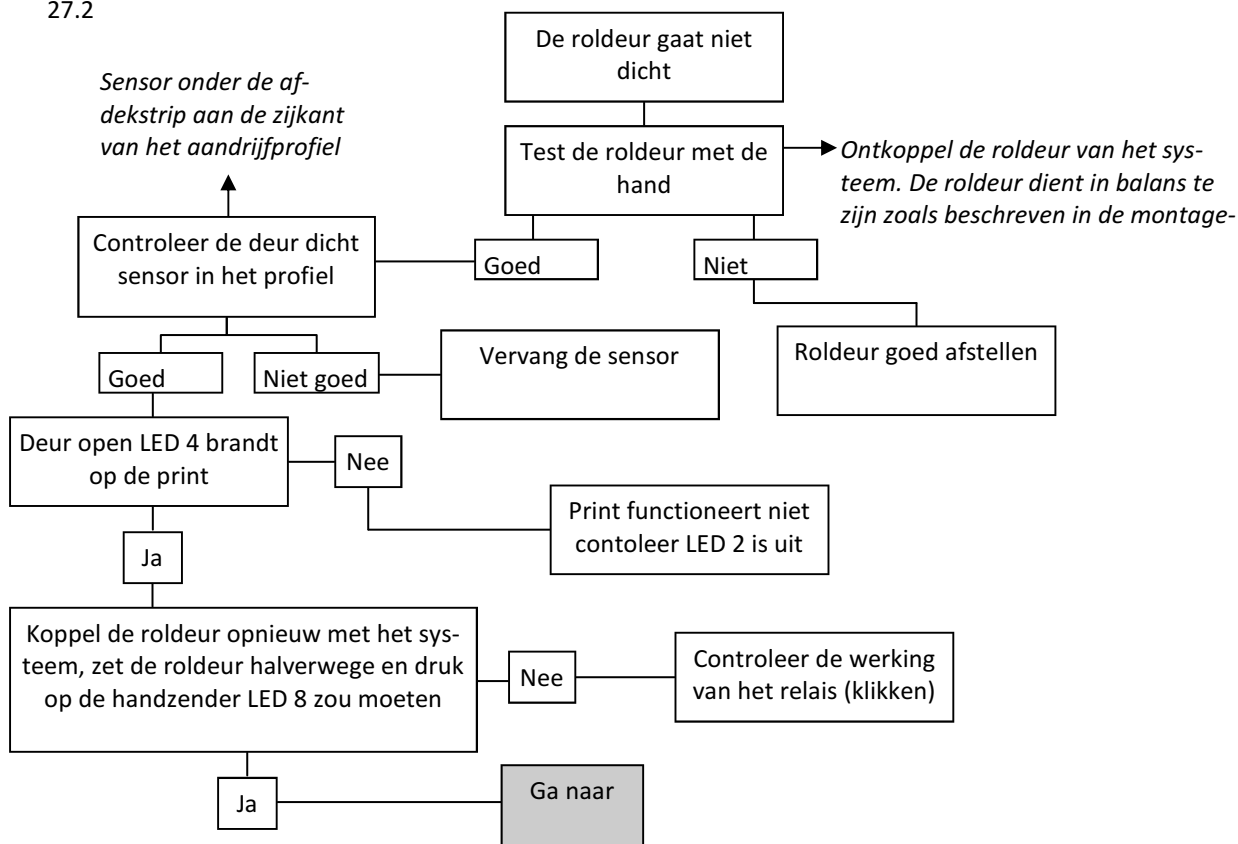 27.2
De roldeur gaat niet
dicht
Sensor onder de af-
dekstrip aan de zijkant
van het aandrijfprofiel
Test de roldeur met de
hand
Ontkoppel de roldeur van het sys-
teem. De roldeur dient in balans te
zijn zoals beschreven in de montage-
Controleer de deur dicht
sensor in het profiel
Goed
Niet
Goed
Niet goed
Vervang de sensor
Roldeur goed afstellen
Deur open LED 4 brandt
op de print
Nee
Print functioneert niet
contoleer LED 2 is uit
Ja
Koppel de roldeur opnieuw met het sys-
teem, zet de roldeur halverwege en druk
op de handzender LED 8 zou moeten
Nee
Controleer de werking
van het relais (klikken)
Ja
Ga naar